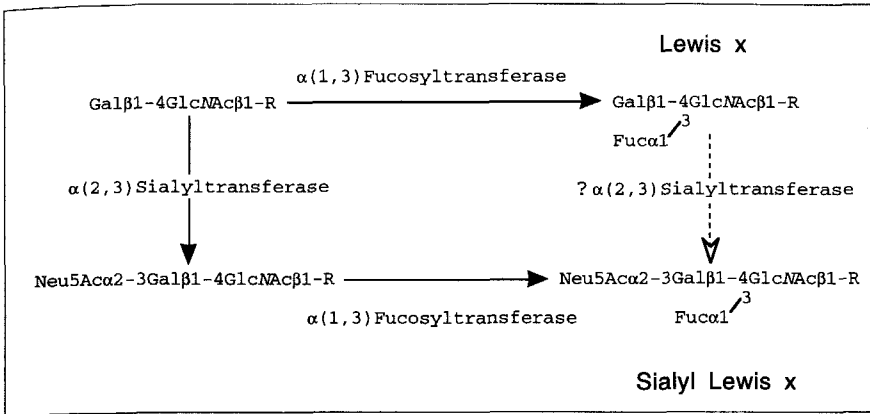 Lewis x
α(1,3)Fucosyltransferase
Galβ1-4GlcNAcβ1-R
Galβ1-4GlcNAcβ1-R
3
Fucα1
α(2,3)Sialyltransferase
?α(2,3)Sialyltransferase
Neu5Acα2-3Galβ1-4GlcNAcβ1-R
Neu5Acα2-3Galβ1-4GlcNAcβ1-R
3
α(1,3)Fucosyltransferase
Fucα1
Sialyl Lewis x